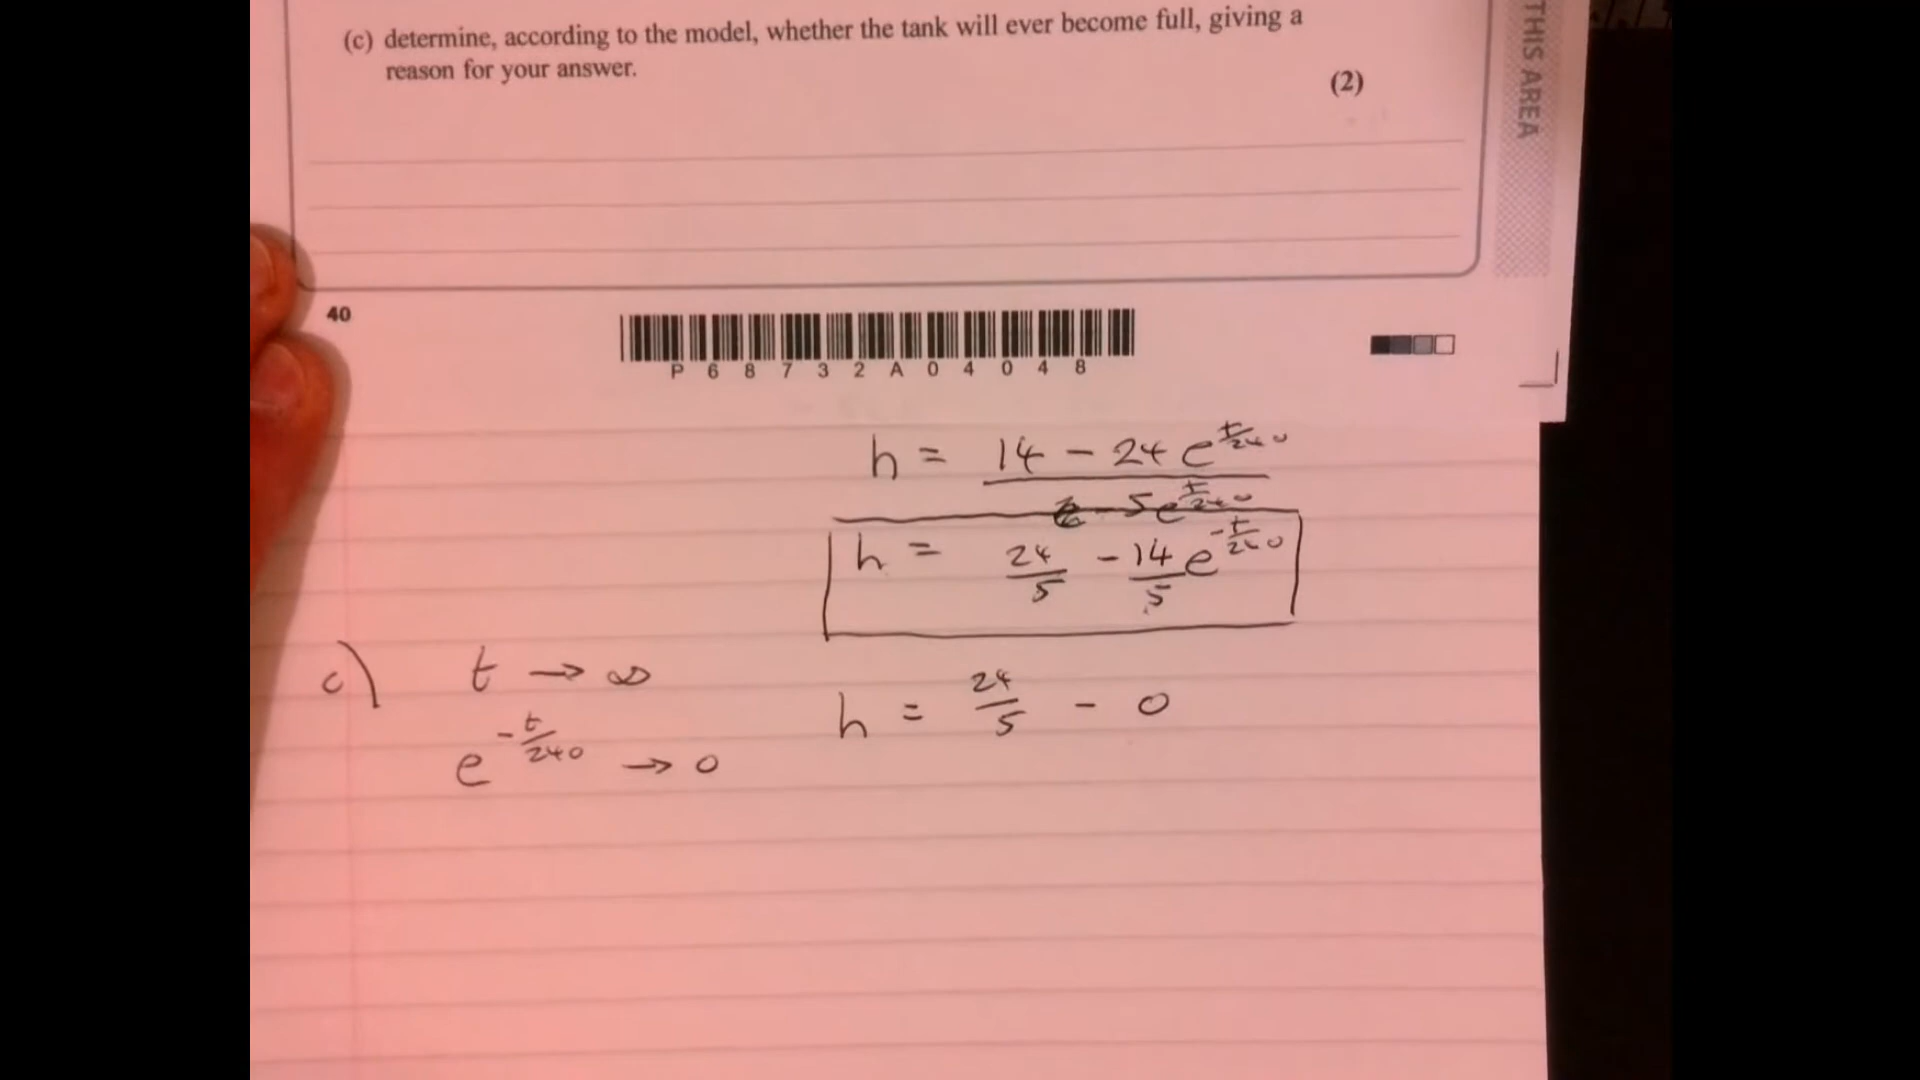 (c) determine, according to the model, whether the tank will ever become full, giving a
reason for your answer.
(2)
THIS AREA
40
P 6 8 7 3 2 A 0 4 0 4 8
h = (14 - 24e^(t/240)) / (-5e^(t/240))
h = 24/5 - 14/5 e^(-t/240)
c) t → ∞
h = 24/5 - 0
e^(-t/240) → 0